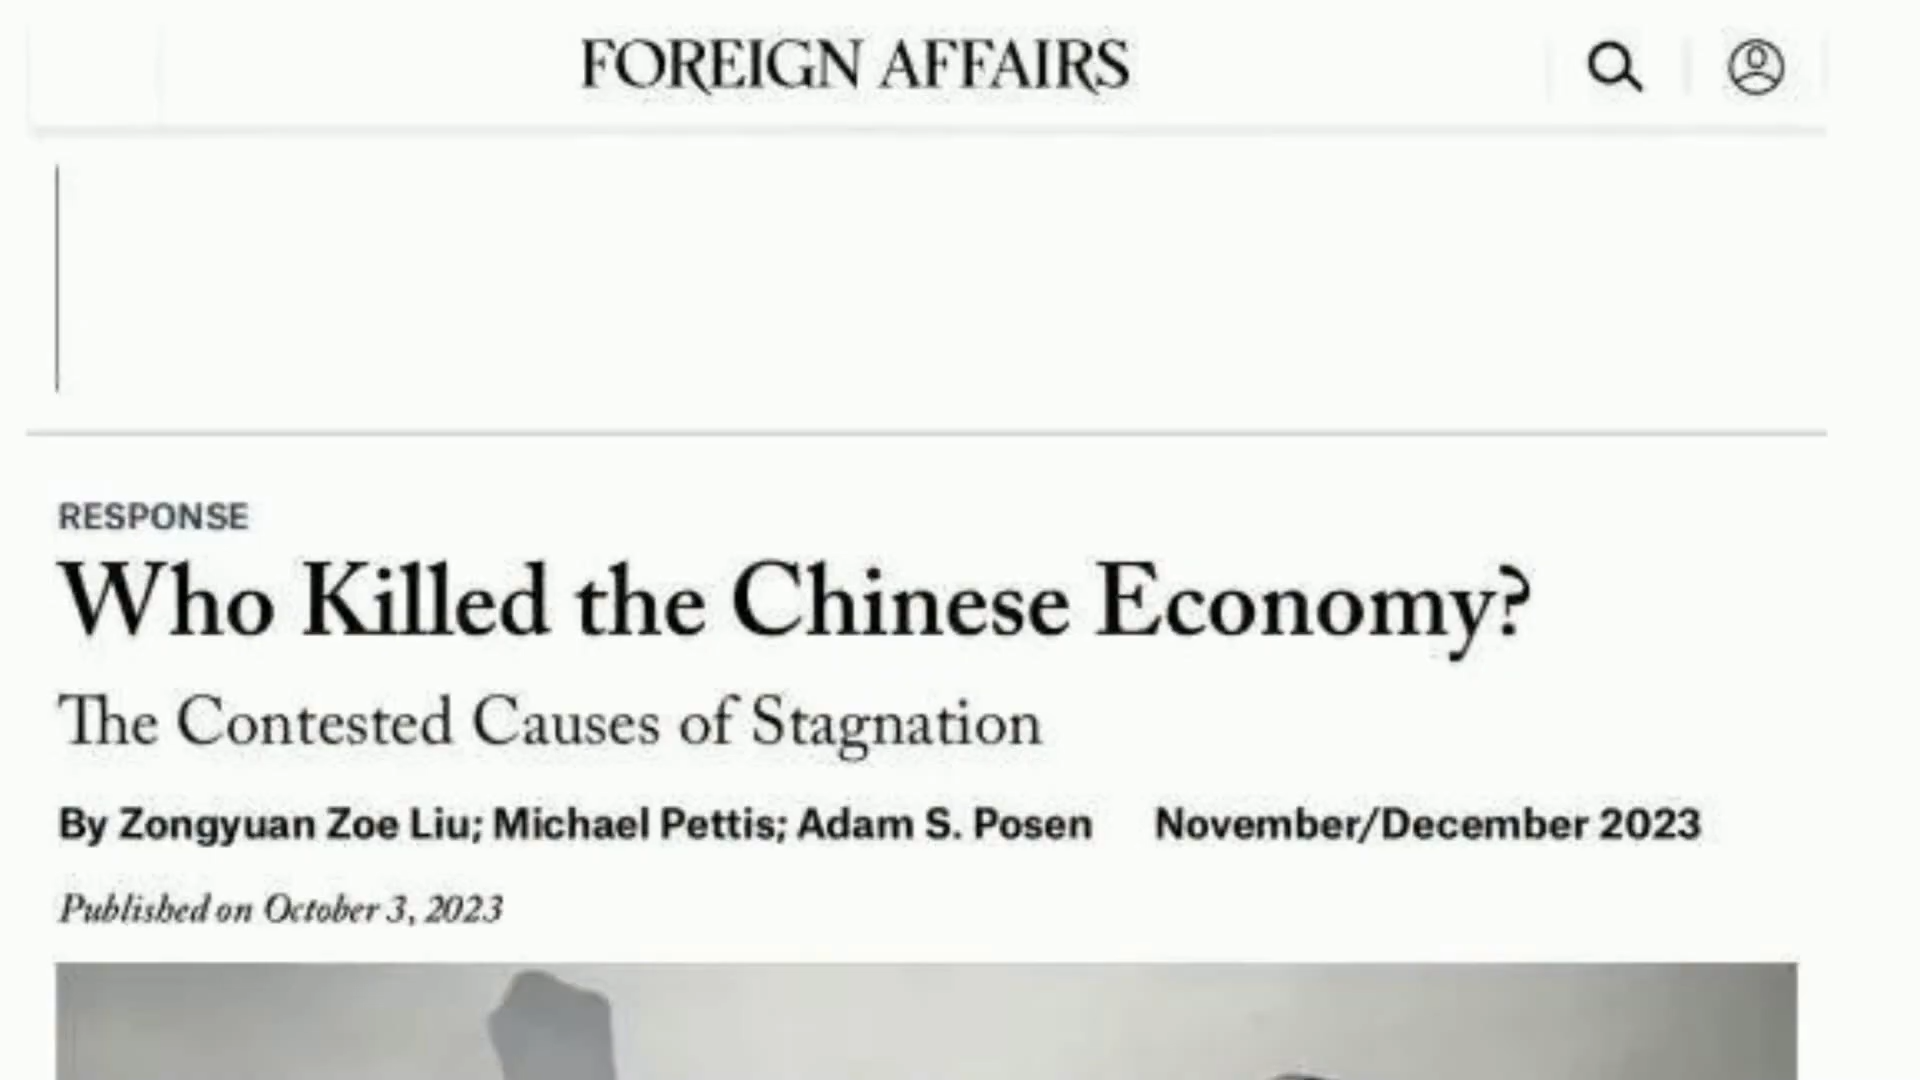 FOREIGN AFFAIRS
RESPONSE
Who Killed the Chinese Economy?
The Contested Causes of Stagnation
By Zongyuan Zoe Liu; Michael Pettis; Adam S. Posen November/December 2023
Published on October 3, 2023